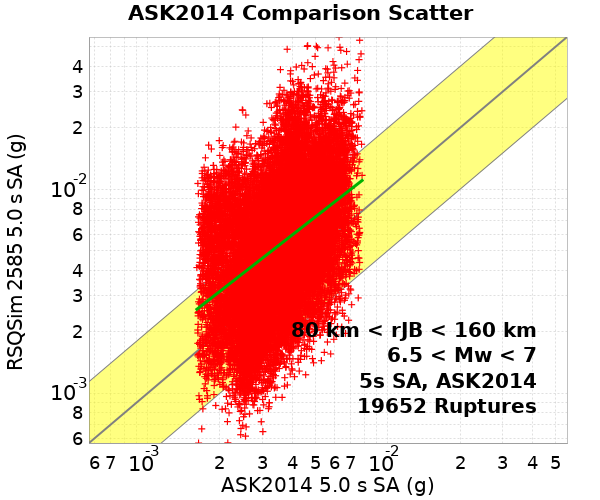 ASK2014 Comparison Scatter
RSQSim 2585 5.0 s SA (g)
4
3
2
10^-2
8
6
4
3
2
10^-3
8
6
80 km < rJB < 160 km
6.5 < Mw < 7
5s SA, ASK2014
19652 Ruptures
6 7 10^-3 2 3 4 5 6 7 10^-2 2 3 4 5
ASK2014 5.0 s SA (g)